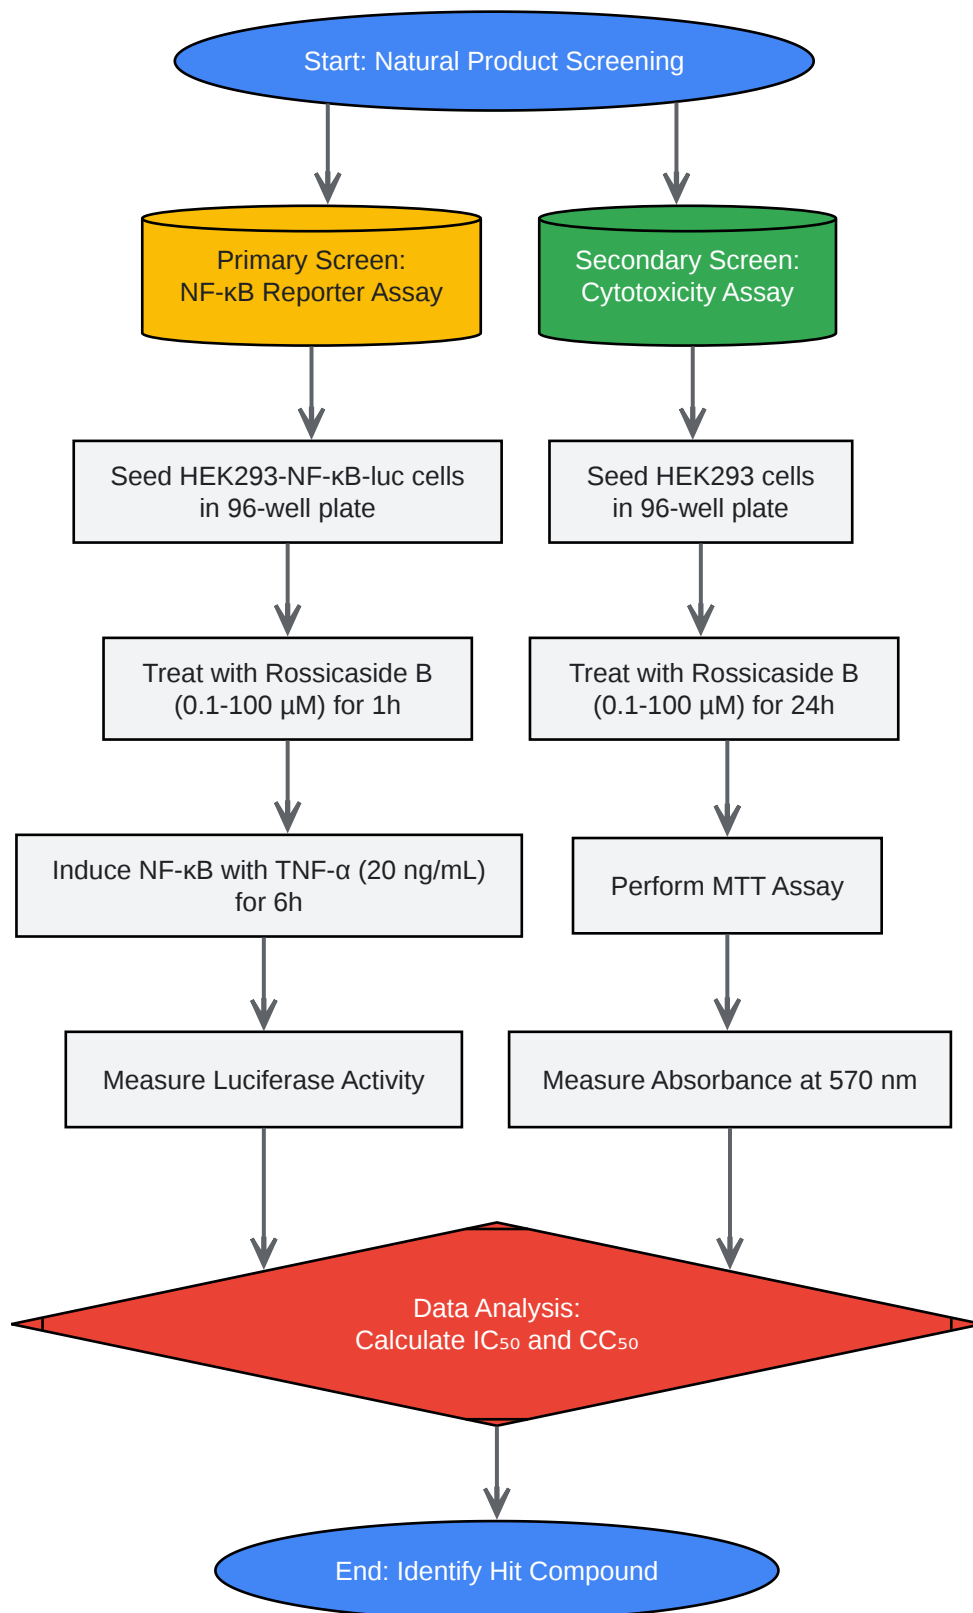 Start: Natural Product Screening
Primary Screen:
NF-κB Reporter Assay
Secondary Screen:
Cytotoxicity Assay
Seed HEK293-NF-κB-luc cells
in 96-well plate
Seed HEK293 cells
in 96-well plate
Treat with Rossicaside B
(0.1-100 µM) for 1h
Treat with Rossicaside B
(0.1-100 µM) for 24h
Induce NF-κB with TNF-α (20 ng/mL)
for 6h
Perform MTT Assay
Measure Luciferase Activity
Measure Absorbance at 570 nm
Data Analysis:
Calculate IC₅₀ and CC₅₀
End: Identify Hit Compound